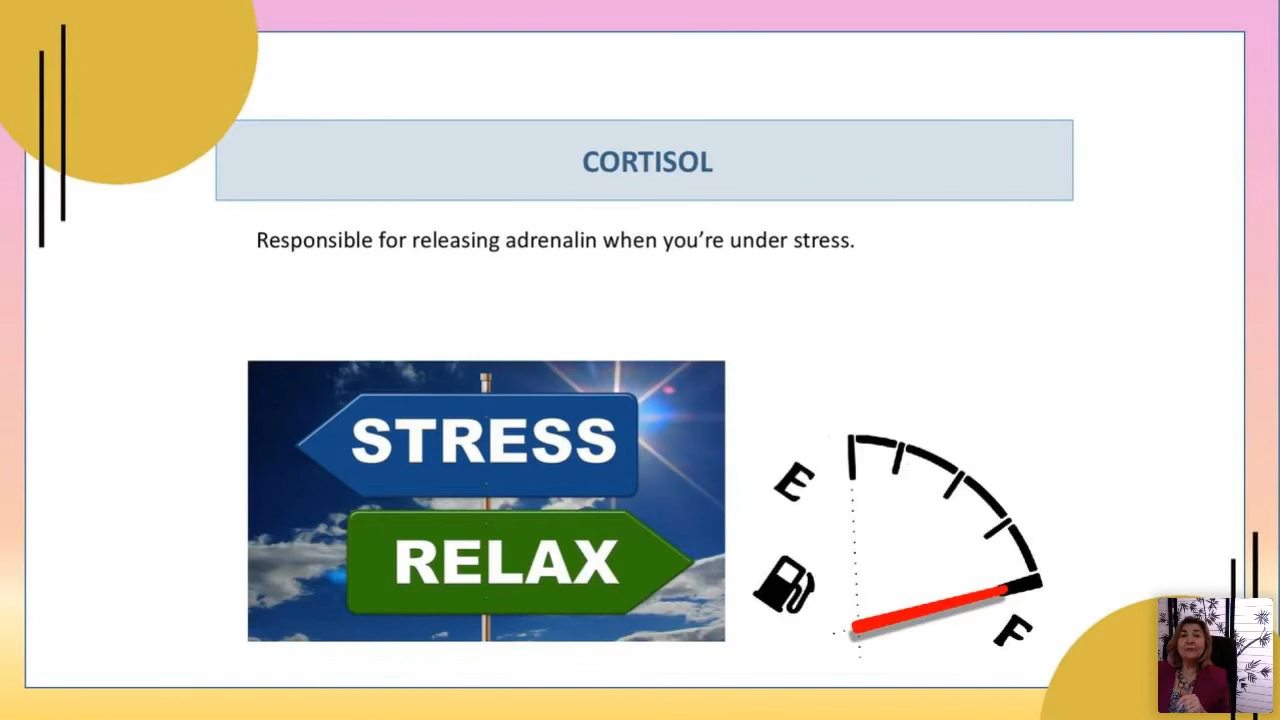 CORTISOL
Responsible for releasing adrenalin when you’re under stress.
STRESS
RELAX
E
F